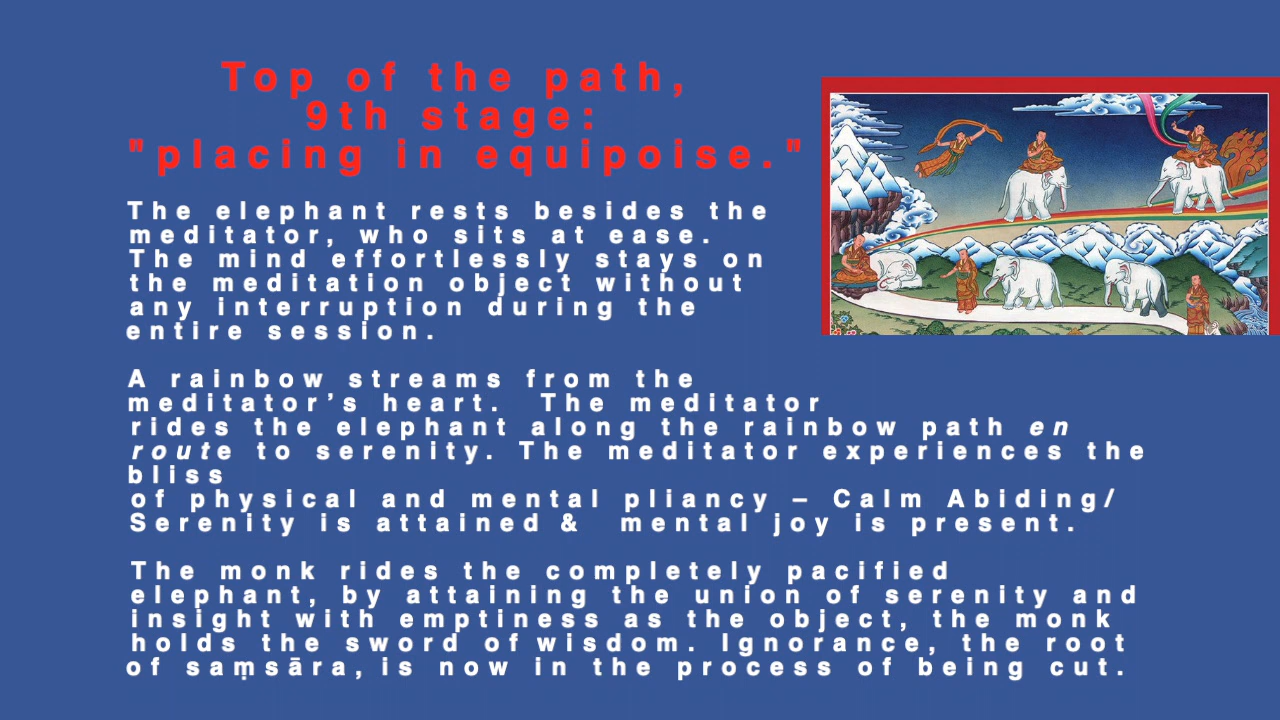 Top of the path,
9th stage:
"placing in equipoise."
The elephant rests besides the
meditator, who sits at ease.
The mind effortlessly stays on
the meditation object without
any interruption during the
entire session.
A rainbow streams from the
meditator’s heart. The meditator
rides the elephant along the rainbow path en
route to serenity. The meditator experiences the
bliss
of physical and mental pliancy – Calm Abiding/
Serenity is attained & mental joy is present.
The monk rides the completely pacified
elephant, by attaining the union of serenity and
insight with emptiness as the object, the monk
holds the sword of wisdom. Ignorance, the root
of saṃsāra, is now in the process of being cut.